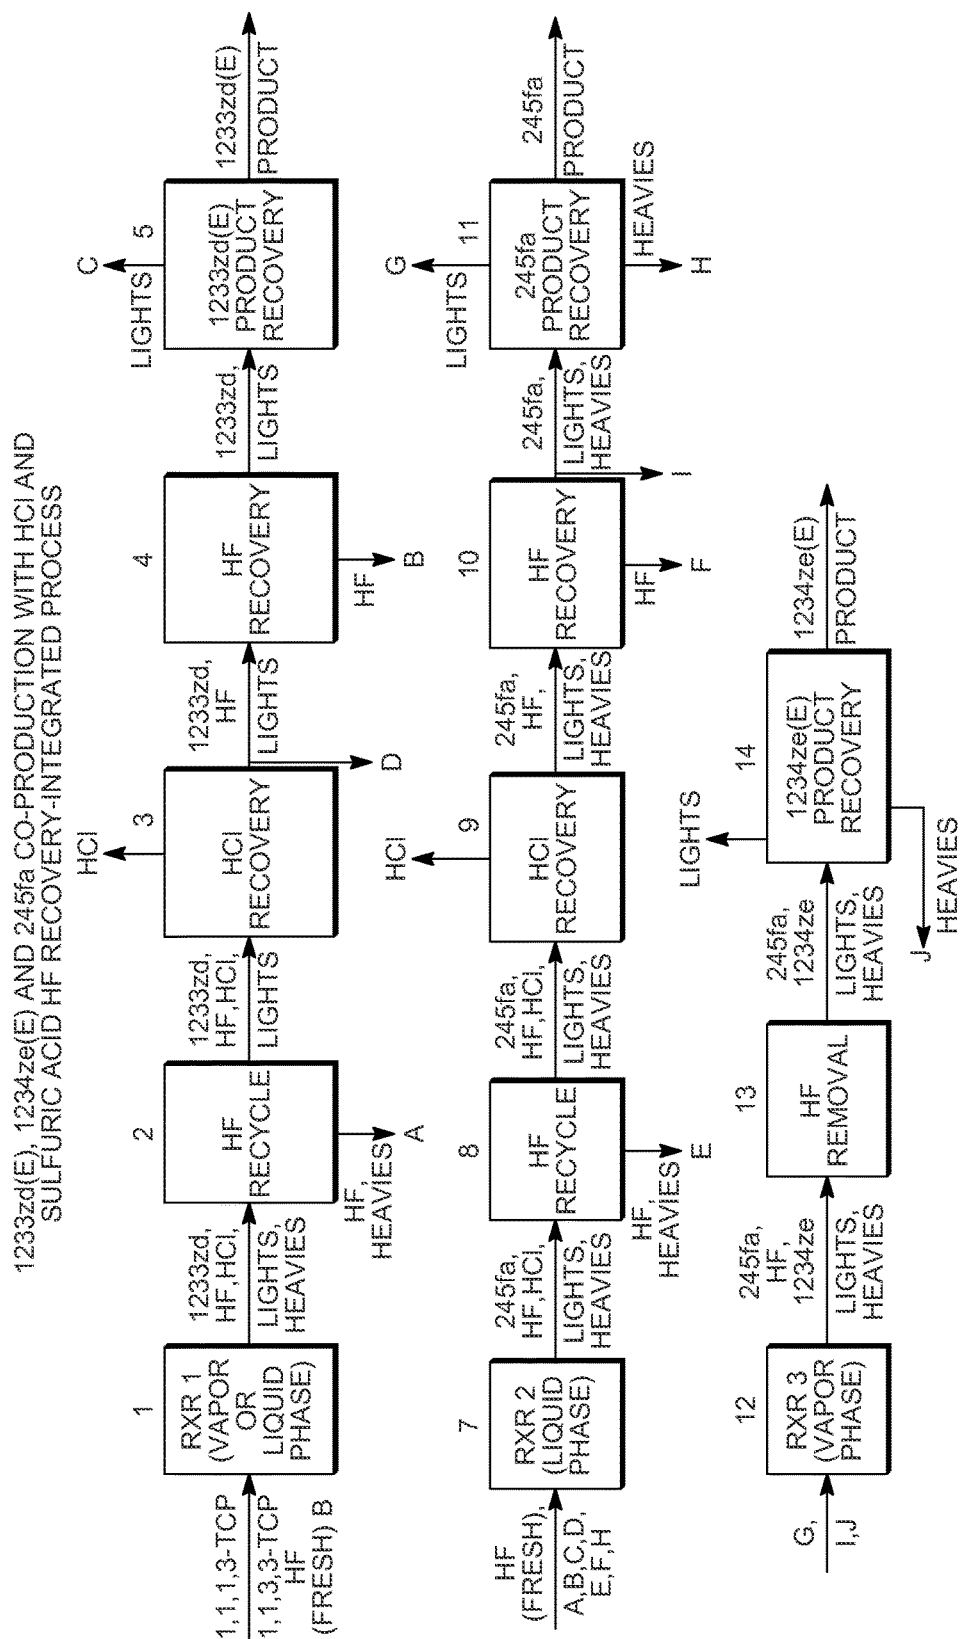 1233zd(E), 1234ze(E) AND 245fa CO-PRODUCTION WITH HCl AND
SULFURIC ACID HF RECOVERY-INTEGRATED PROCESS
1,1,1,3-TCP
1,1,3,3-TCP
HF
(FRESH) B
1
RXR 1
(VAPOR
OR
LIQUID
PHASE)
1233zd,
HF,HCl,
LIGHTS,
HEAVIES
2
HF
RECYCLE
HF,
HEAVIES
A
1233zd,
HF,HCl,
LIGHTS
HCl
3
HCl
RECOVERY
D
1233zd,
HF
LIGHTS
4
HF
RECOVERY
HF
B
1233zd,
LIGHTS
C
LIGHTS
5
1233zd(E)
PRODUCT
RECOVERY
1233zd(E)
PRODUCT
HF
(FRESH),
A,B,C,D,
E,F,H
7
RXR 2
(LIQUID
PHASE)
245fa,
HF,HCl,
LIGHTS,
HEAVIES
8
HF
RECYCLE
HF,
HEAVIES
E
245fa,
HF,HCl,
LIGHTS,
HEAVIES
HCl
9
HCl
RECOVERY
245fa,
HF,
LIGHTS,
HEAVIES
10
HF
RECOVERY
HF
F
I
245fa,
LIGHTS,
HEAVIES
G
LIGHTS
11
245fa
PRODUCT
RECOVERY
HEAVIES
H
245fa
PRODUCT
G,
I,J
12
RXR 3
(VAPOR
PHASE)
245fa,
HF,
1234ze
LIGHTS,
HEAVIES
13
HF
REMOVAL
245fa,
1234ze
LIGHTS,
HEAVIES
LIGHTS
14
1234ze(E)
PRODUCT
RECOVERY
J
HEAVIES
1234ze(E)
PRODUCT